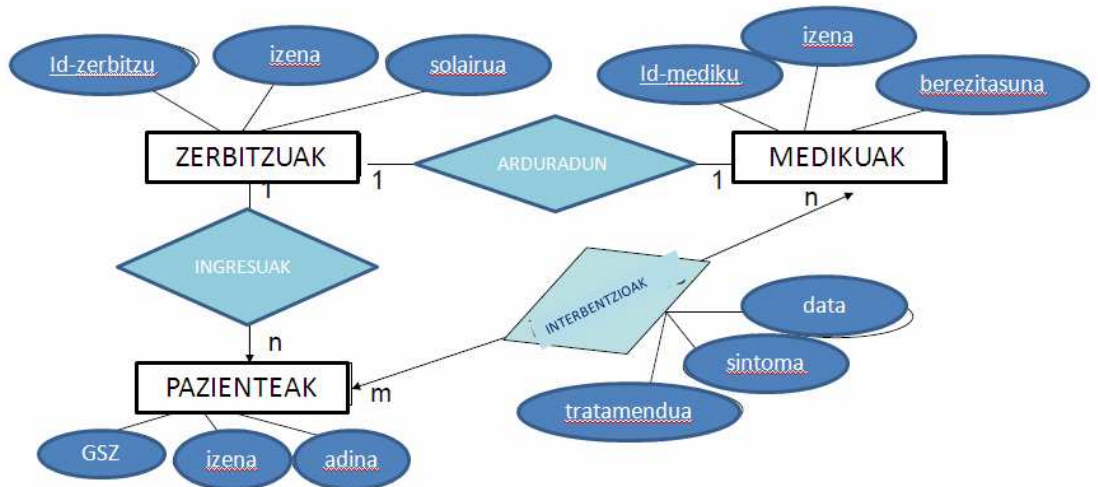 Id-zerbitzu
izena
solairua
Id-mediku
izena
berezitasuna
ZERBITZUAK
1
ARDURADUN
1
MEDIKUAK
1
n
INGRESUAK
INTERBENTZIOAK
data
sintoma
tratamendua
n
PAZIENTEAK
m
GSZ
izena
adina